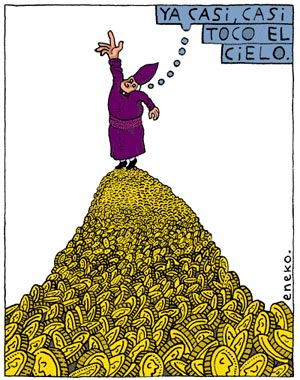 YA CASI, CASI
TOCO EL
CiELO.
eneko.